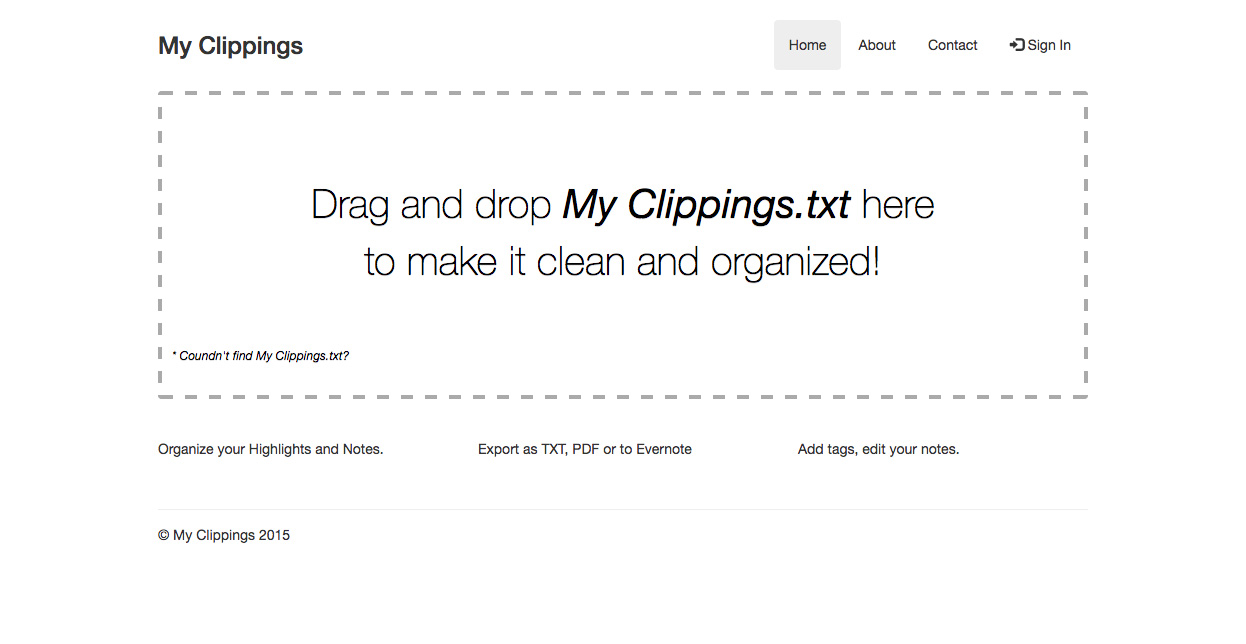 My Clippings
Home About Contact Sign In
Drag and drop My Clippings.txt here
to make it clean and organized!
* Coundn't find My Clippings.txt?
Organize your Highlights and Notes. Export as TXT, PDF or to Evernote Add tags, edit your notes.
© My Clippings 2015